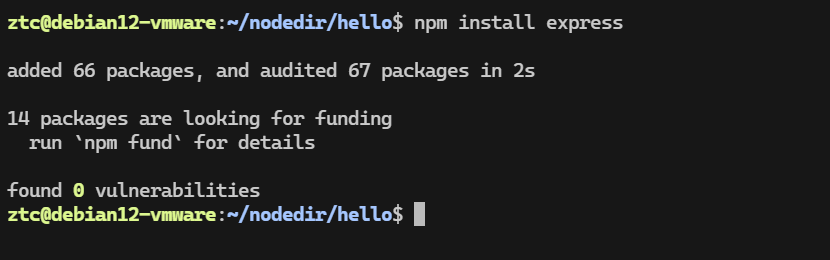 ztc@debian12-vmware:~/nodedir/hello$ npm install express
added 66 packages, and audited 67 packages in 2s
14 packages are looking for funding
  run `npm fund` for details
found 0 vulnerabilities
ztc@debian12-vmware:~/nodedir/hello$